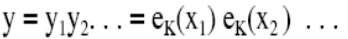 y = y₁y₂... = eₖ(x₁) eₖ(x₂) ...